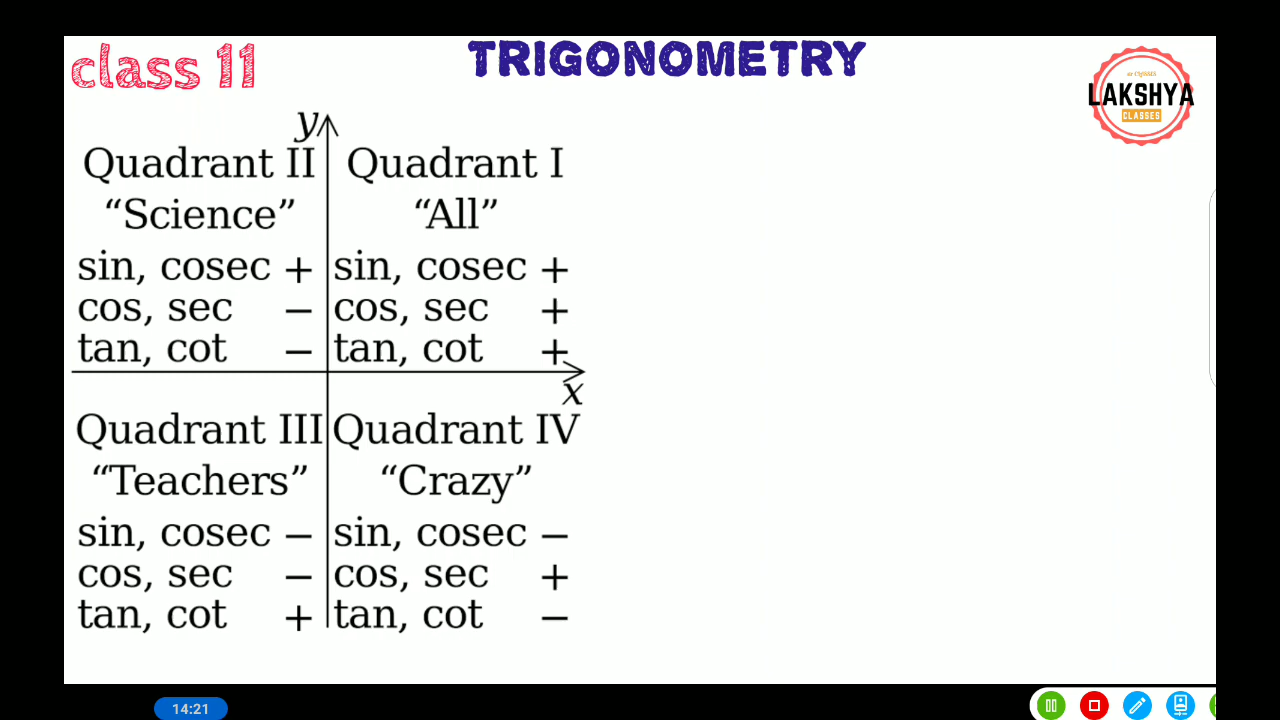 class 11
TRIGONOMETRY
LAKSHYA
CLASSES
y
Quadrant II
“Science”
sin, cosec +
cos, sec −
tan, cot −
Quadrant I
“All”
sin, cosec +
cos, sec +
tan, cot +
x
Quadrant III
“Teachers”
sin, cosec −
cos, sec −
tan, cot +
Quadrant IV
“Crazy”
sin, cosec −
cos, sec +
tan, cot −
14:21